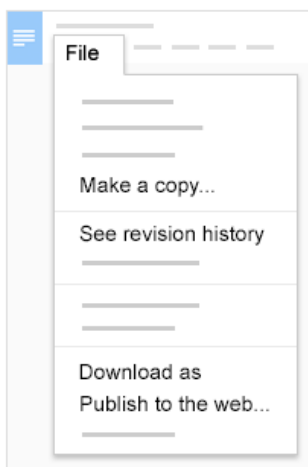 File
Make a copy...
See revision history
Download as
Publish to the web...